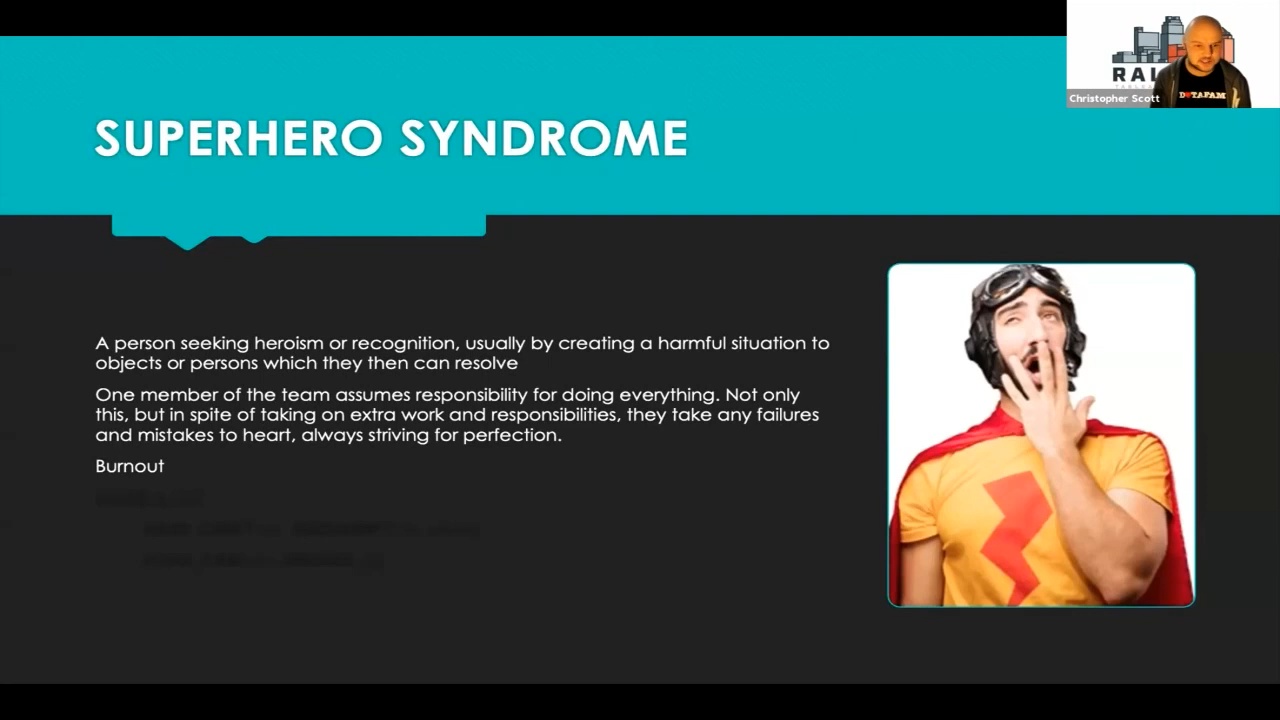 RAL
Christopher Scott
D♥TAFAM
SUPERHERO SYNDROME
A person seeking heroism or recognition, usually by creating a harmful situation to
objects or persons which they then can resolve
One member of the team assumes responsibility for doing everything. Not only
this, but in spite of taking on extra work and responsibilities, they take any failures
and mistakes to heart, always striving for perfection.
Burnout